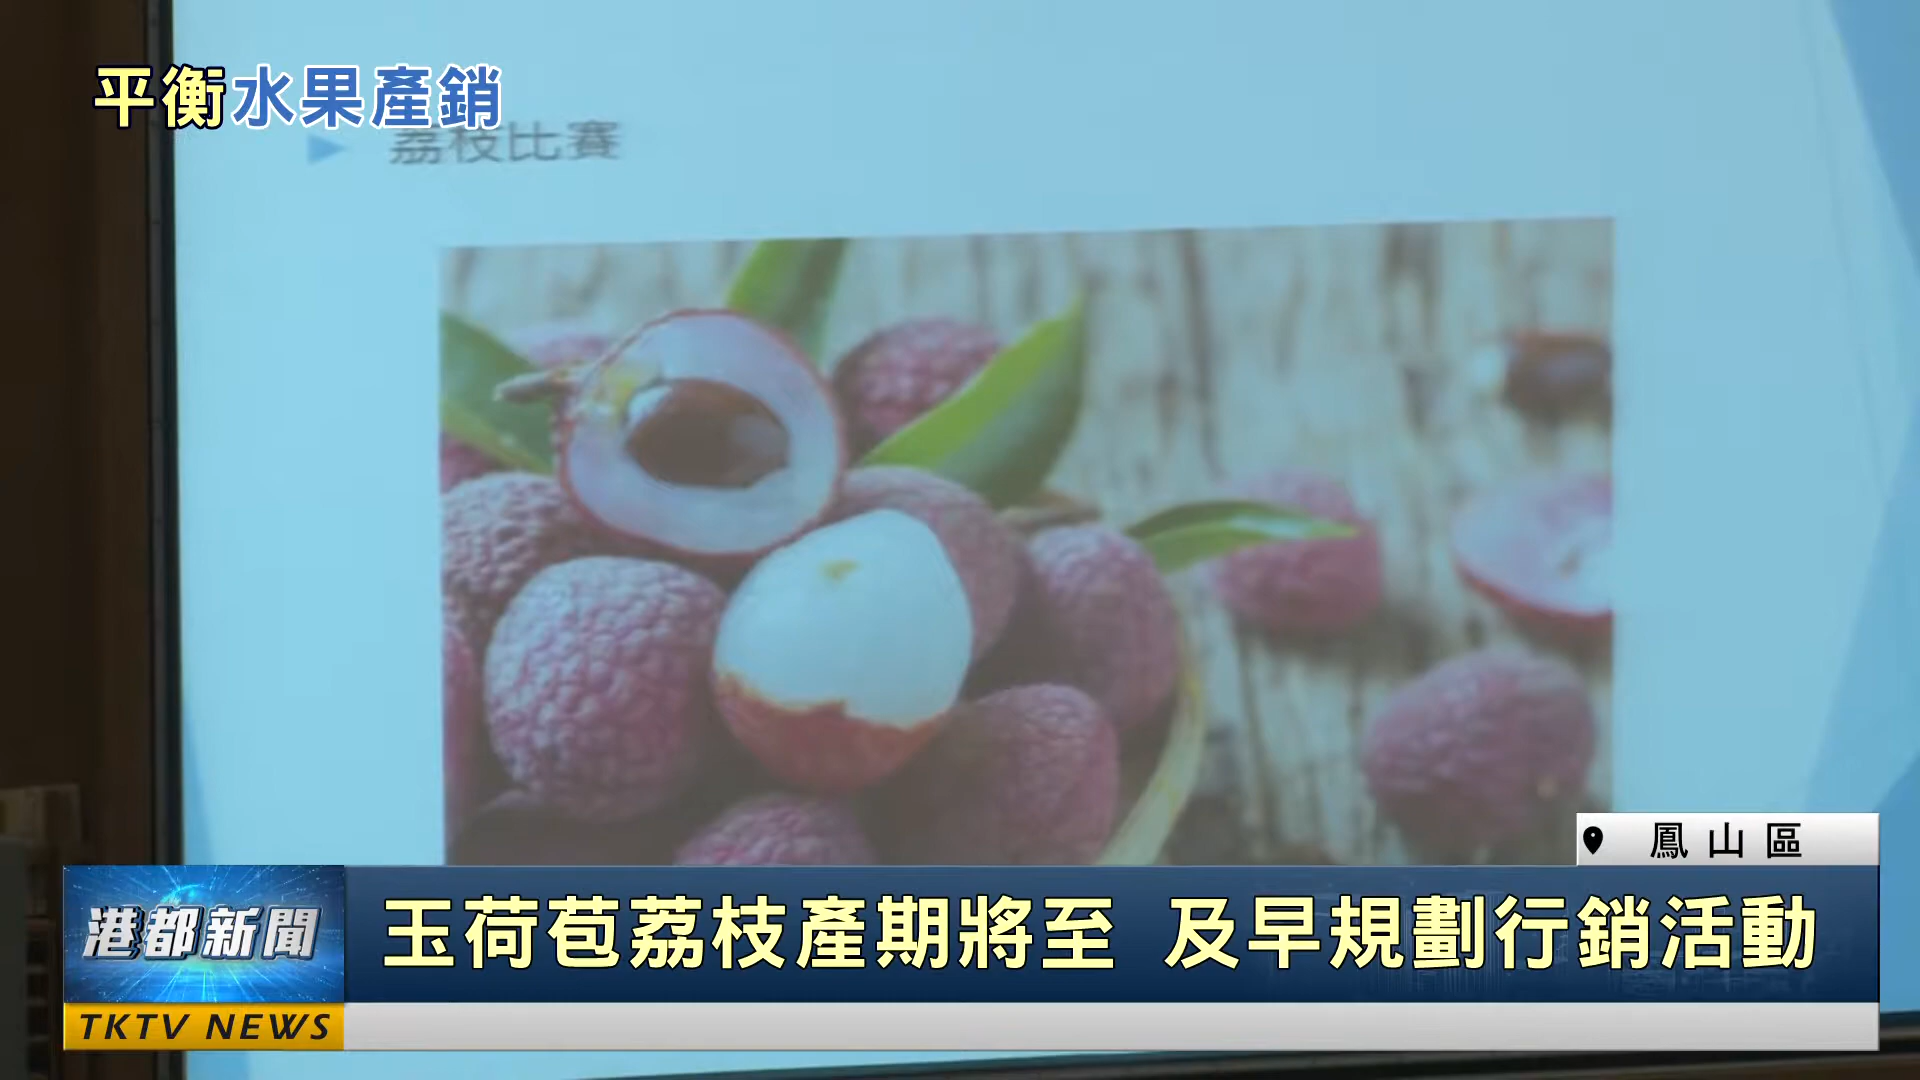 平衡水果產銷
荔枝比賽
鳳山區
港都新聞
玉荷苞荔枝產期將至 及早規劃行銷活動
TKTV NEWS